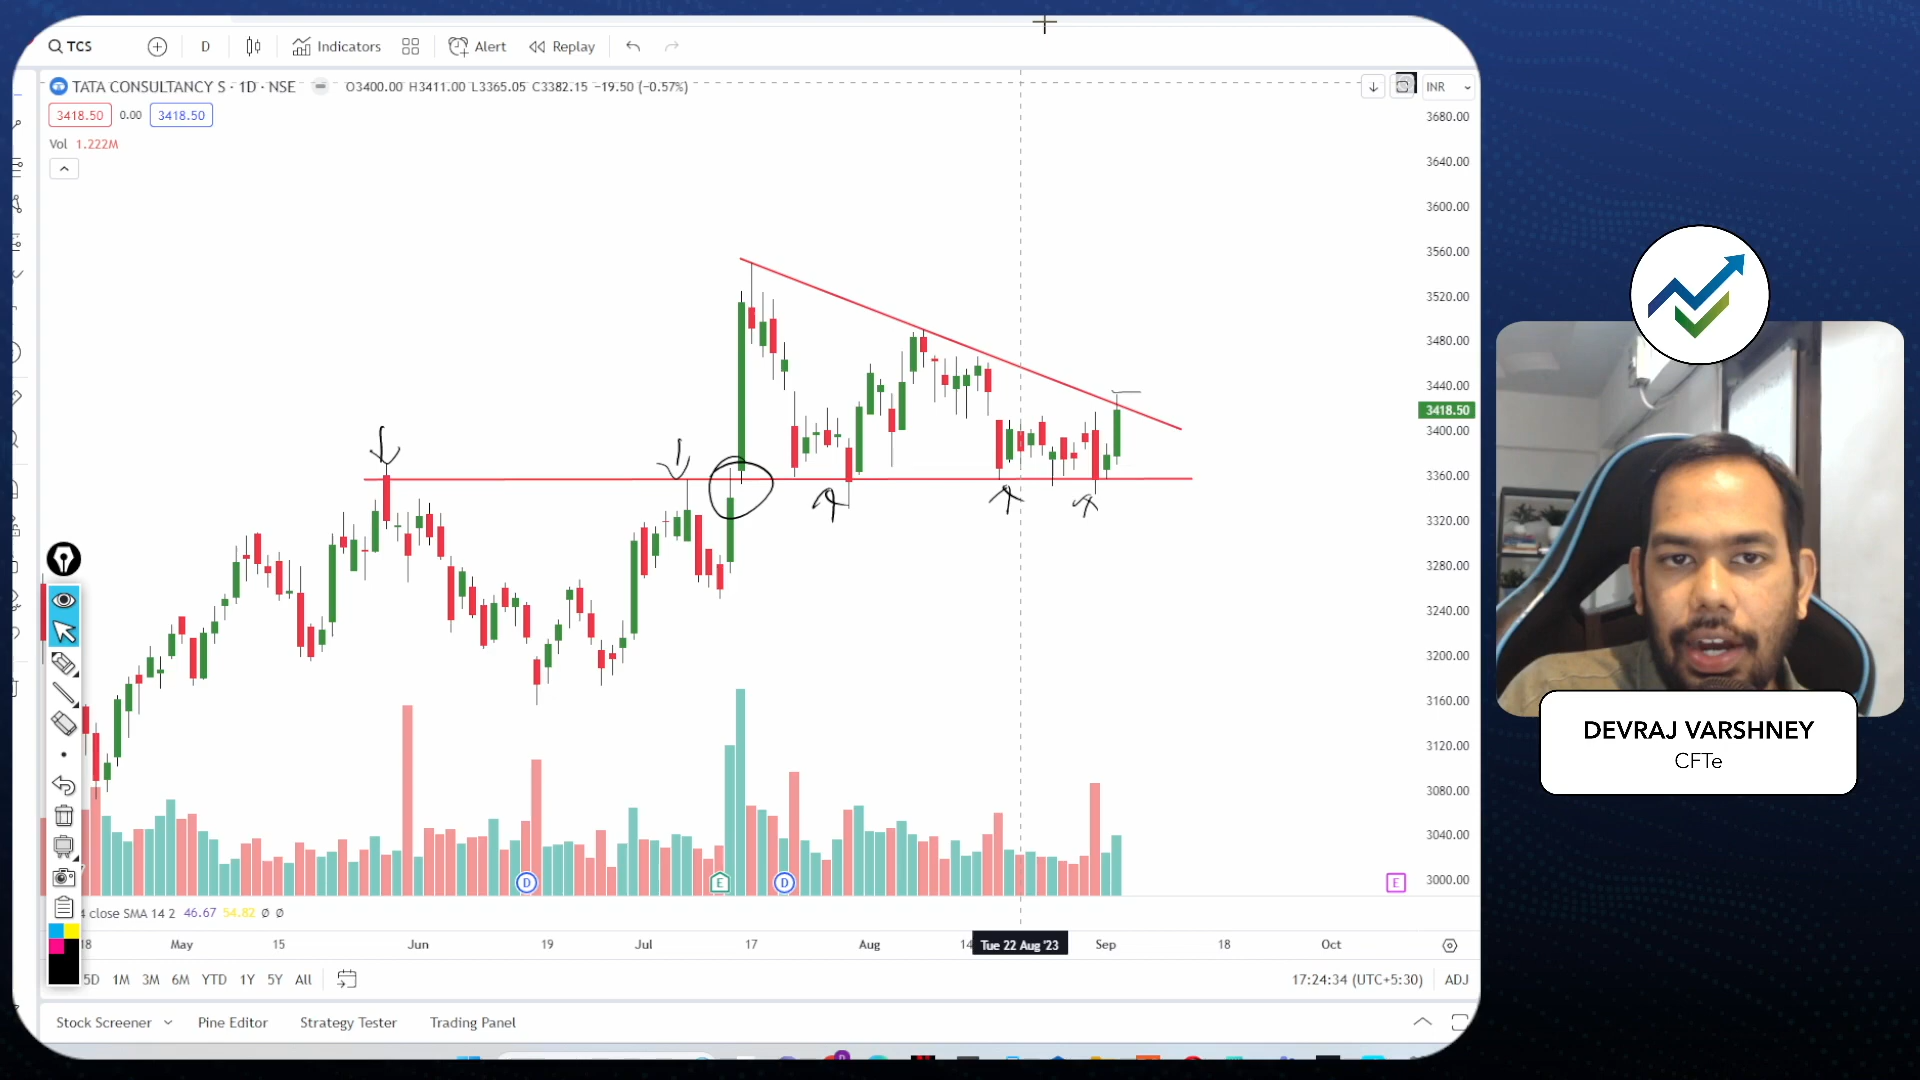 TCS D Indicators Alert Replay
TATA CONSULTANCY S · 1D · NSE O3400.00 H3411.00 L3365.05 C3382.15 −19.50 (−0.57%) INR
3418.50 0.00 3418.50
Vol 1.222M
3680.00
3640.00
3600.00
3560.00
3520.00
3480.00
3440.00
3418.50
3400.00
3360.00
3320.00
3280.00
3240.00
3200.00
3160.00
3120.00
3080.00
3040.00
3000.00
D E D E
4 close SMA 14 2 46.67 54.82 Ø Ø
18 May 15 Jun 19 Jul 17 Aug 14 Tue 22 Aug '23 Sep 18 Oct
5D 1M 3M 6M YTD 1Y 5Y All 17:24:34 (UTC+5:30) ADJ
Stock Screener Pine Editor Strategy Tester Trading Panel
DEVRAJ VARSHNEY
CFTe